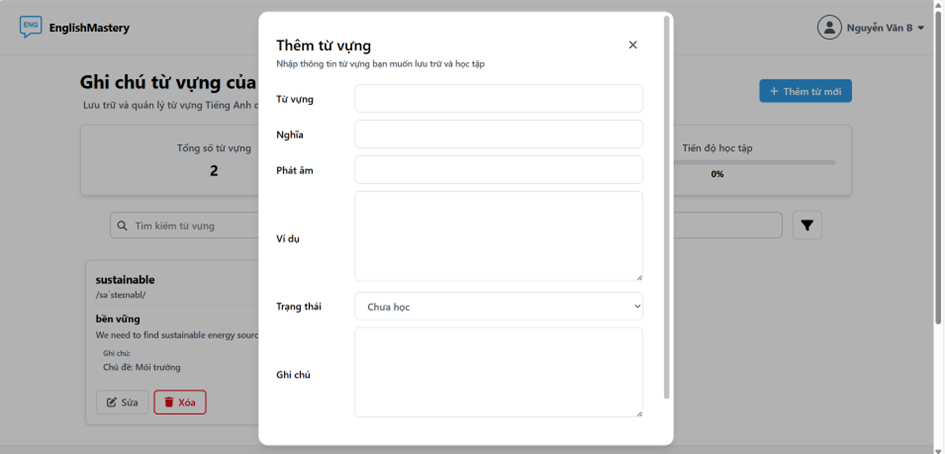 ENG
EnglishMastery
Nguyễn Văn B
Ghi chú từ vựng của
Lưu trữ và quản lý từ vựng Tiếng Anh c
Thêm từ mới
Tổng số từ vựng
2
Tiến độ học tập
0%
Tìm kiếm từ vựng
sustainable
/səˈsteɪnəbl/
bền vững
We need to find sustainable energy sourc
Ghi chú:
Chủ đề: Môi trường
Sửa
Xóa
Thêm từ vựng
Nhập thông tin từ vựng bạn muốn lưu trữ và học tập
Từ vựng
Nghĩa
Phát âm
Ví dụ
Trạng thái
Chưa học
Ghi chú